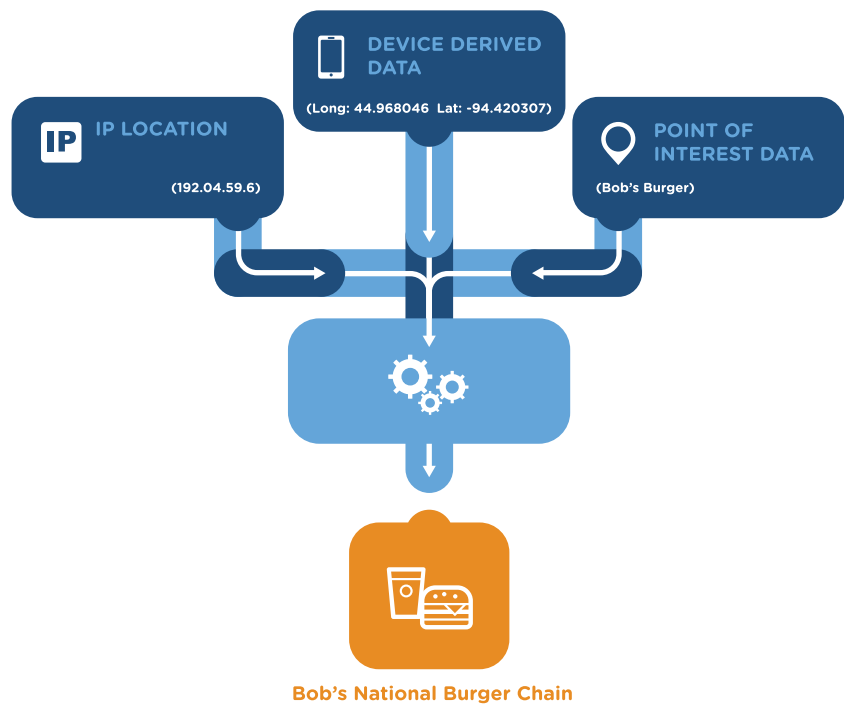 DEVICE DERIVED
DATA
(Long: 44.968046 Lat: -94.420307)
IP
IP LOCATION
(192.04.59.6)
POINT OF
INTEREST DATA
(Bob's Burger)
Bob's National Burger Chain